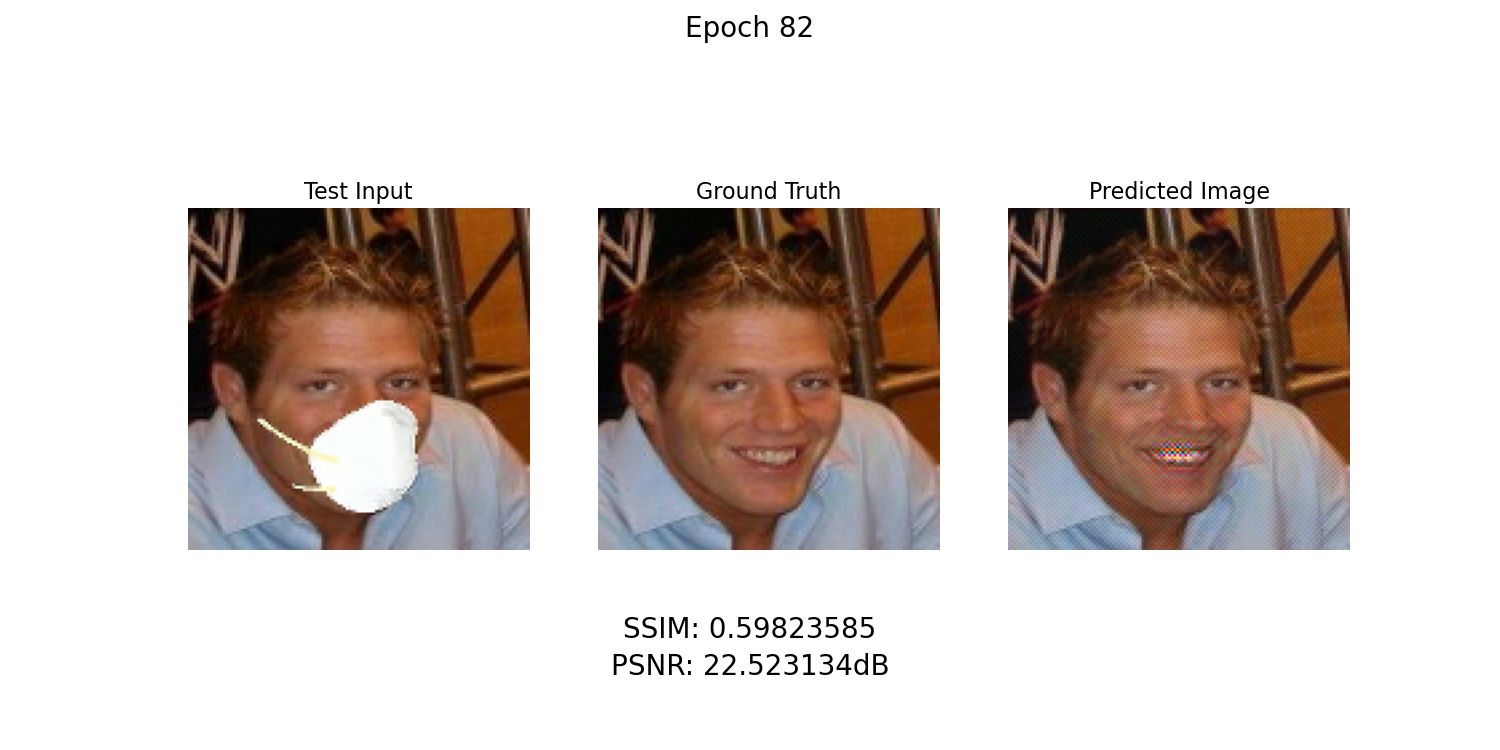 Epoch 82
Test Input
Ground Truth
Predicted Image
SSIM: 0.59823585
PSNR: 22.523134dB